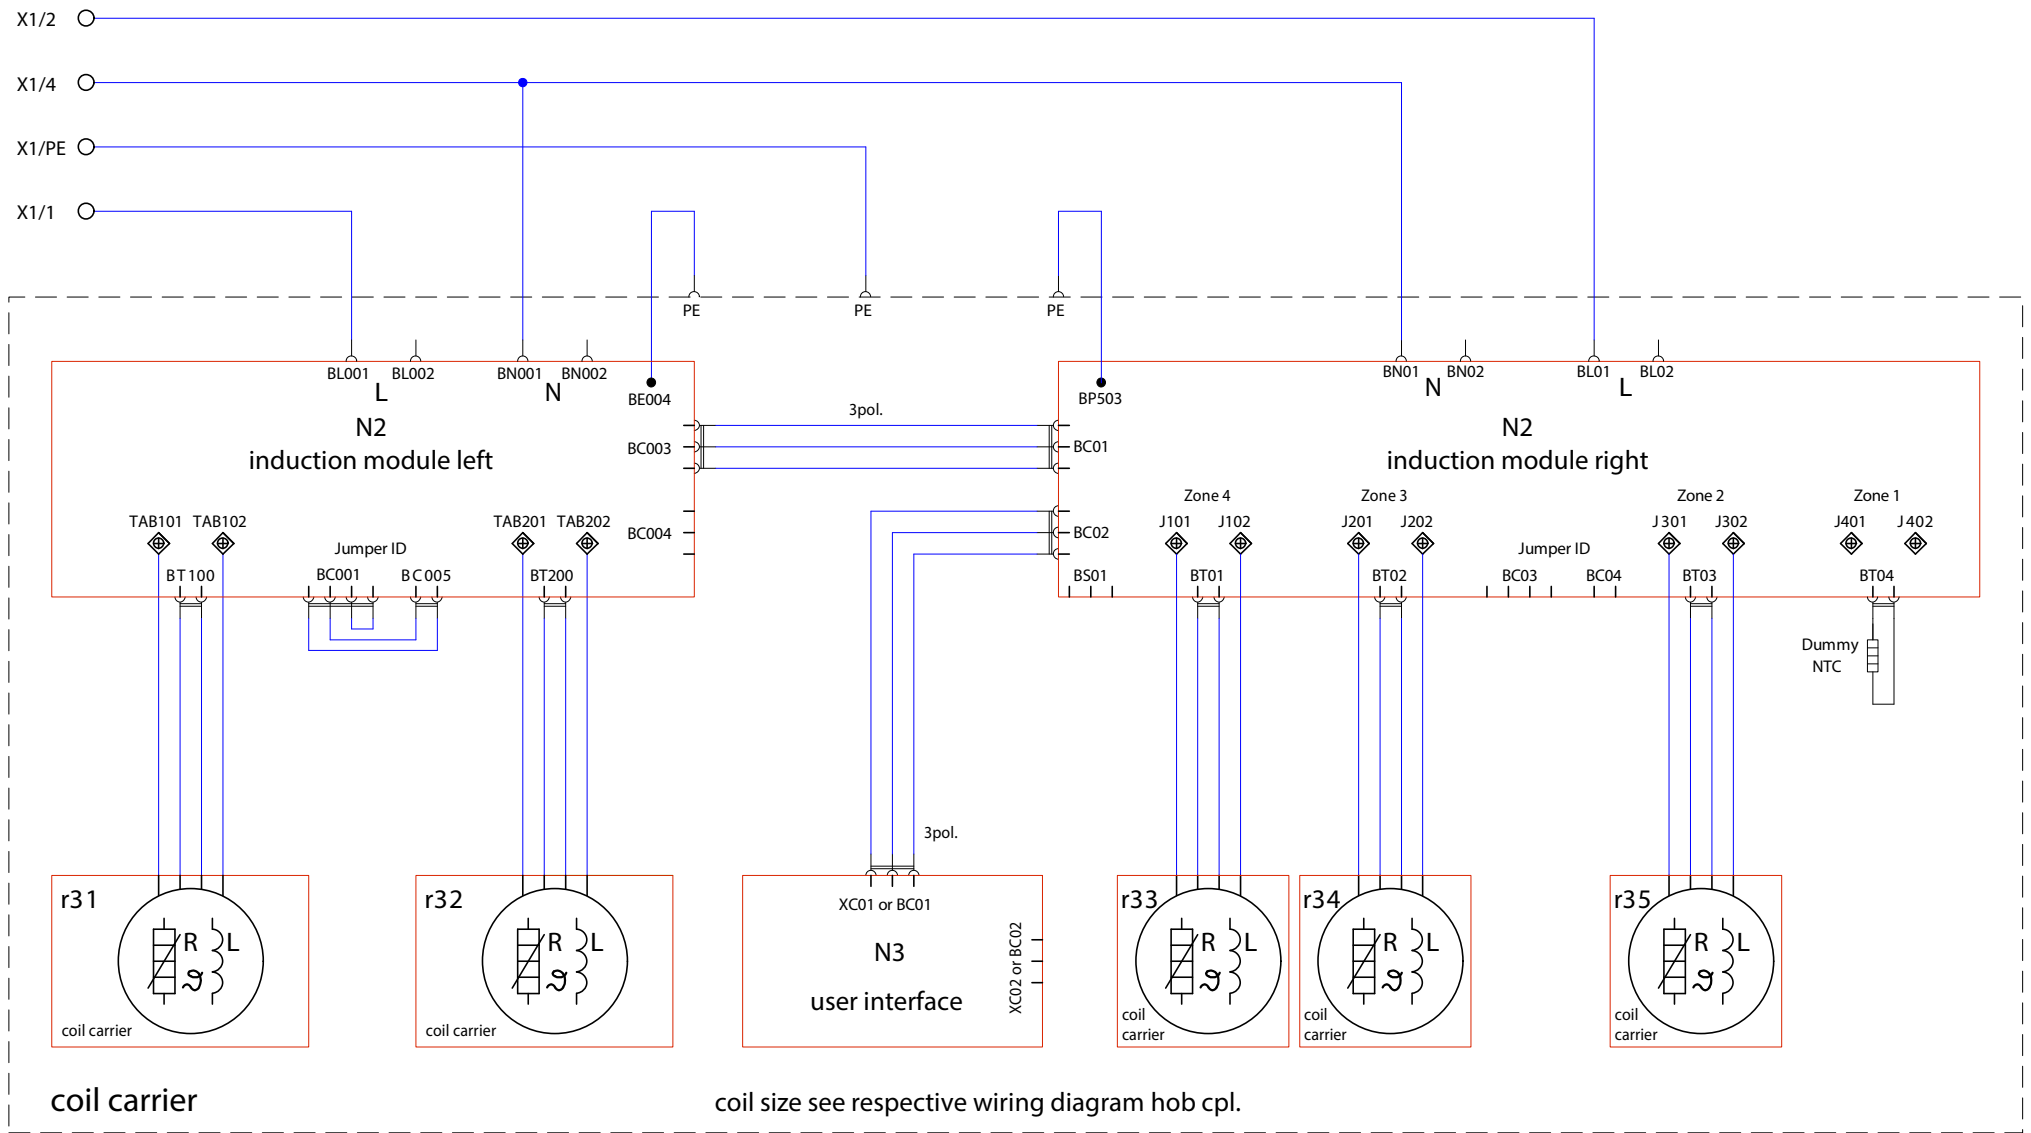 X1/2
X1/4
X1/PE
X1/1
PE PE PE
BL001 BL002 BN001 BN002
L N
BE004
N2
induction module left
BC003
BC004
3pol.
TAB101 TAB102 TAB201 TAB202
Jumper ID
BT100 BC001 BC005 BT200
BN01 BN02 BL01 BL02
N L
BP503
N2
induction module right
BC01
BC02
Zone 4 Zone 3 Zone 2 Zone 1
J101 J102 J201 J202 J301 J302 J401 J402
Jumper ID
BS01 BT01 BT02 BC03 BC04 BT03 BT04
Dummy
NTC
3pol.
r31
R L
ϑ
coil carrier
r32
R L
ϑ
coil carrier
XC01 or BC01
N3
user interface
XC02 or BC02
r33
R L
ϑ
coil
carrier
r34
R L
ϑ
coil
carrier
r35
R L
ϑ
coil
carrier
coil carrier
coil size see respective wiring diagram hob cpl.